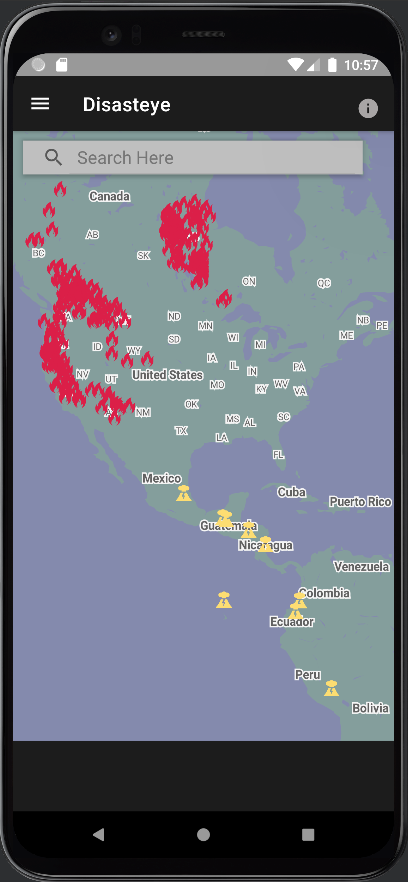 10:57
Disasteye
Search Here
Canada
AB
BC
SK
ON
QC
NB
PE
ME
ND
MN
SD
WI
MI
ID
WY
IA
IL
IN
PA
NV
UT
United States
MO
KY
WV
VA
NM
OK
MS
AL
SC
TX
LA
FL
Mexico
Cuba
Puerto Rico
Guatemala
Nicaragua
Venezuela
Colombia
Ecuador
Peru
Bolivia